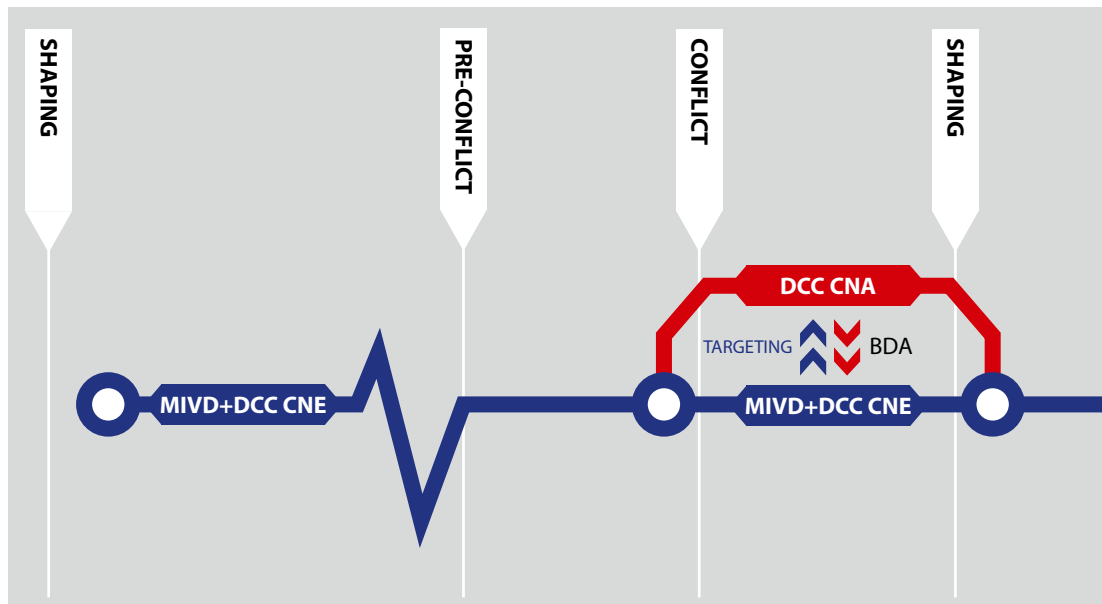 SHAPING
PRE-CONFLICT
CONFLICT
SHAPING
DCC CNA
TARGETING
BDA
MIVD+DCC CNE
MIVD+DCC CNE